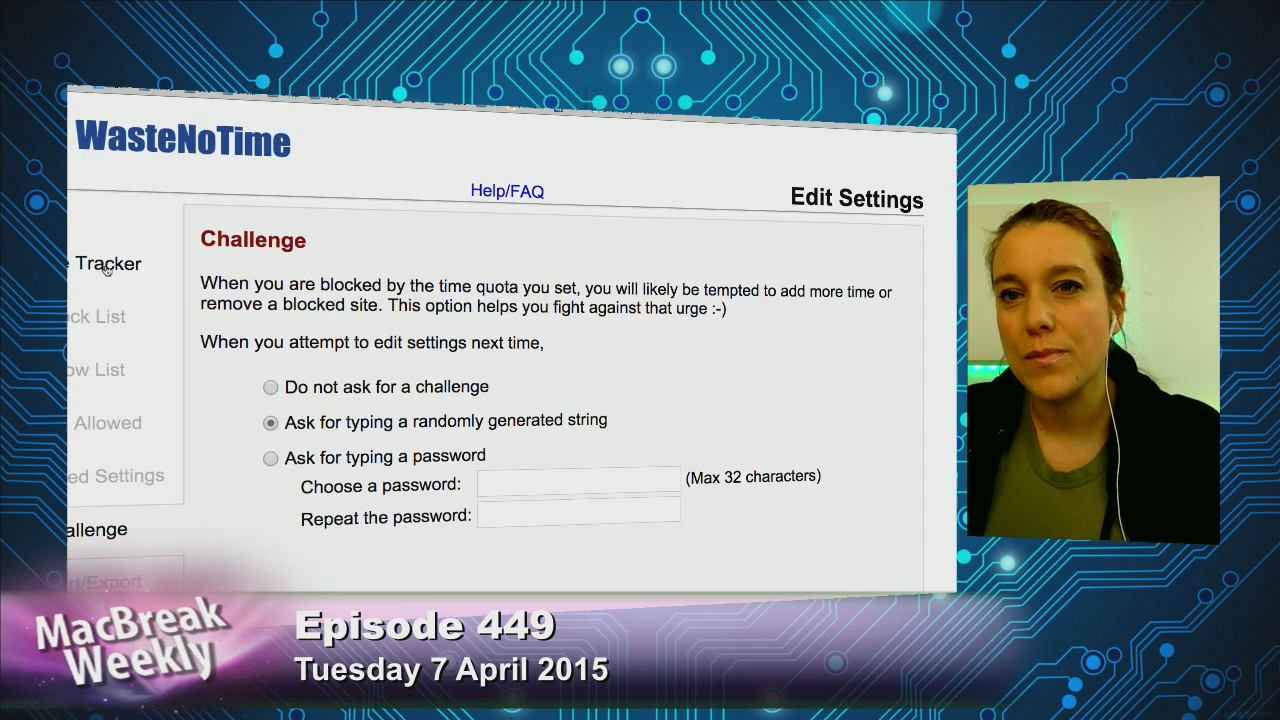 WasteNoTime
Help/FAQ
Edit Settings
Challenge
Tracker
When you are blocked by the time quota you set, you will likely be tempted to add more time or
remove a blocked site. This option helps you fight against that urge :-)
ck List
When you attempt to edit settings next time,
ow List
Do not ask for a challenge
Allowed
Ask for typing a randomly generated string
Ask for typing a password
ed Settings
Choose a password:
(Max 32 characters)
Repeat the password:
allenge
rt/Export
MacBreak
Weekly
Episode 449
Tuesday 7 April 2015